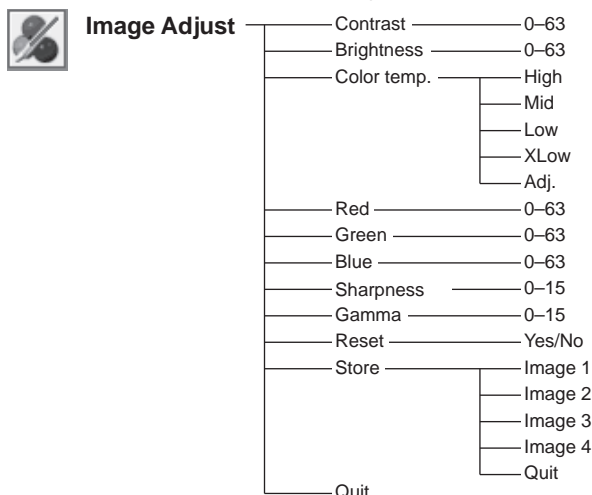 Image Adjust
Contrast 0–63
Brightness 0–63
Color temp. High
Mid
Low
XLow
Adj.
Red 0–63
Green 0–63
Blue 0–63
Sharpness 0–15
Gamma 0–15
Reset Yes/No
Store Image 1
Image 2
Image 3
Image 4
Quit
Quit